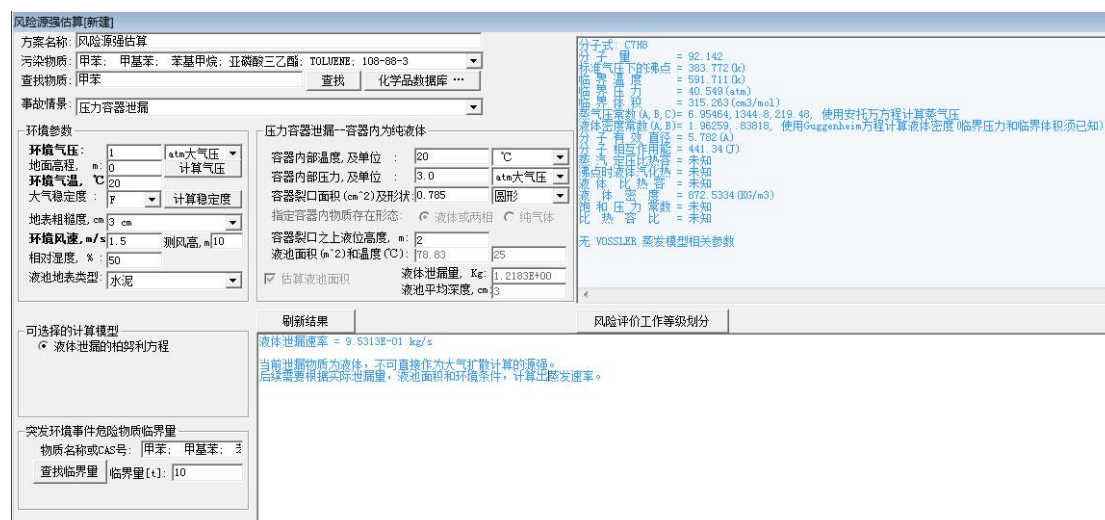 风险源强估算[新建]
方案名称: 风险源强估算
污染物质: 甲苯; 甲基苯; 苯基甲烷; 亚磷酸三乙酯; TOLUENE; 108-88-3
查找物质: 甲苯 查找 化学品数据库 ...
事故情景: 压力容器泄漏
环境参数
环境气压: 1 atm大气压
地面高程, m: 0 计算气压
环境气温, ℃ 20
大气稳定度 : F 计算稳定度
地表粗糙度, cm 3 cm
环境风速, m/s 1.5 测风高, m 10
相对湿度, % : 50
液池地表类型: 水泥
压力容器泄漏--容器内为纯液体
容器内部温度, 及单位 : 20 ℃
容器内部压力, 及单位 : 3.0 atm大气压
容器裂口面积(cm^2)及形状: 0.785 圆形
指定容器内物质存在形态: 液体或两相 纯气体
容器裂口之上液位高度, m: 2
液池面积(m^2)和温度(℃): 78.83 25
估算液池面积 液体泄漏量, Kg: 1.2183E+00
液池平均深度, cm: 3
分子式: C7H8
分 子 量 = 92.142
标准气压下的沸点 = 383.772(k)
临 界 温 度 = 591.711(k)
临 界 压 力 = 40.549(atm)
临 界 体 积 = 315.263(cm3/mol)
蒸气压常数(A,B,C)= 6.95464,1344.8,219.48, 使用安托万方程计算蒸气压
液体密度常数(A,B)= 1.96259,.83818, 使用Guggenheim方程计算液体密度(临界压力和临界体积须已知)
分 子 有 效 直径 = 5.782(A)
分 子 相互作用能 = 441.34(J)
蒸 汽 定压比热容 = 未知
沸点时液体汽化热 = 未知
液 体 比 热 容 = 未知
液 体 密 度 = 872.5334(KG/m3)
饱 和 压 力 常数 = 未知
比 热 容 比 = 未知
无 VOSSLER 蒸发模型相关参数
刷新结果 风险评价工作等级划分
可选择的计算模型
液体泄漏的柏努利方程
液体泄漏速率 = 9.5313E-01 kg/s
当前泄漏物质为液体，不可直接作为大气扩散计算的源强。
后续需要根据实际泄漏量，液池面积和环境条件，计算出蒸发速率。
突发环境事件危险物质临界量
物质名称或CAS号: 甲苯; 甲基苯;
查找临界量 临界量[t]: 10